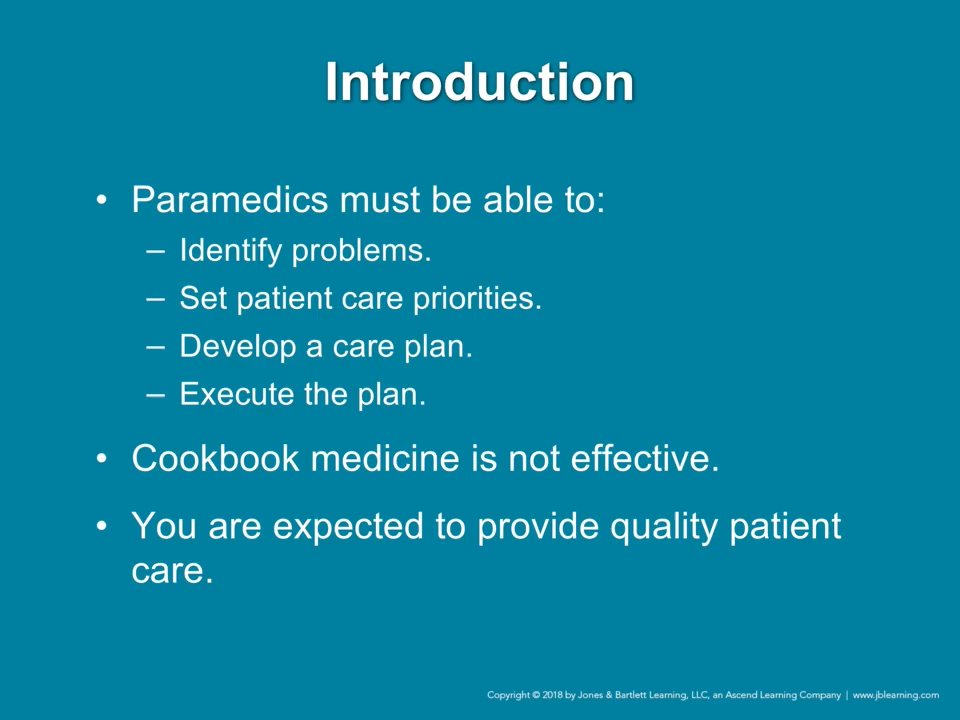 Introduction
• Paramedics must be able to:
– Identify problems.
– Set patient care priorities.
– Develop a care plan.
– Execute the plan.
• Cookbook medicine is not effective.
• You are expected to provide quality patient
care.
Copyright © 2018 by Jones & Bartlett Learning, LLC, an Ascend Learning Company | www.jblearning.com